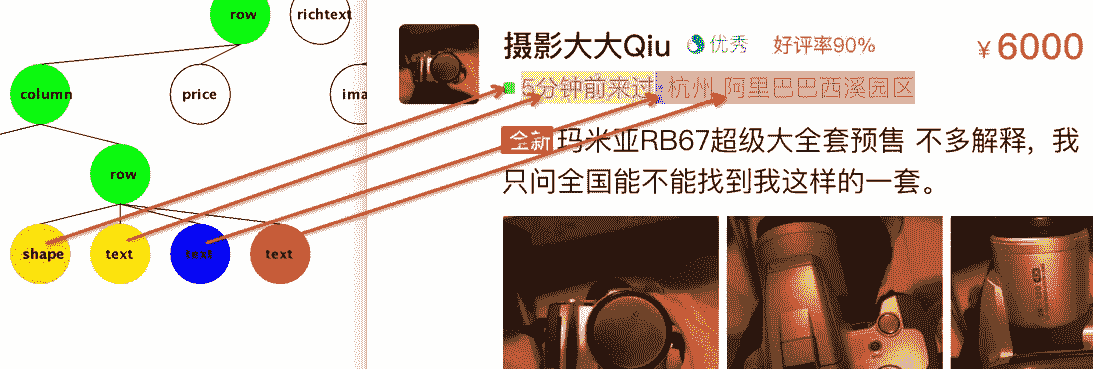 row
richtext
column
price
ima
row
shape
text
text
text
摄影大大Qiu 优秀 好评率90% ¥6000
5分钟前来过 杭州 阿里巴巴西溪园区
全新 玛米亚RB67超级大全套预售 不多解释，我
只问全国能不能找到我这样的一套。